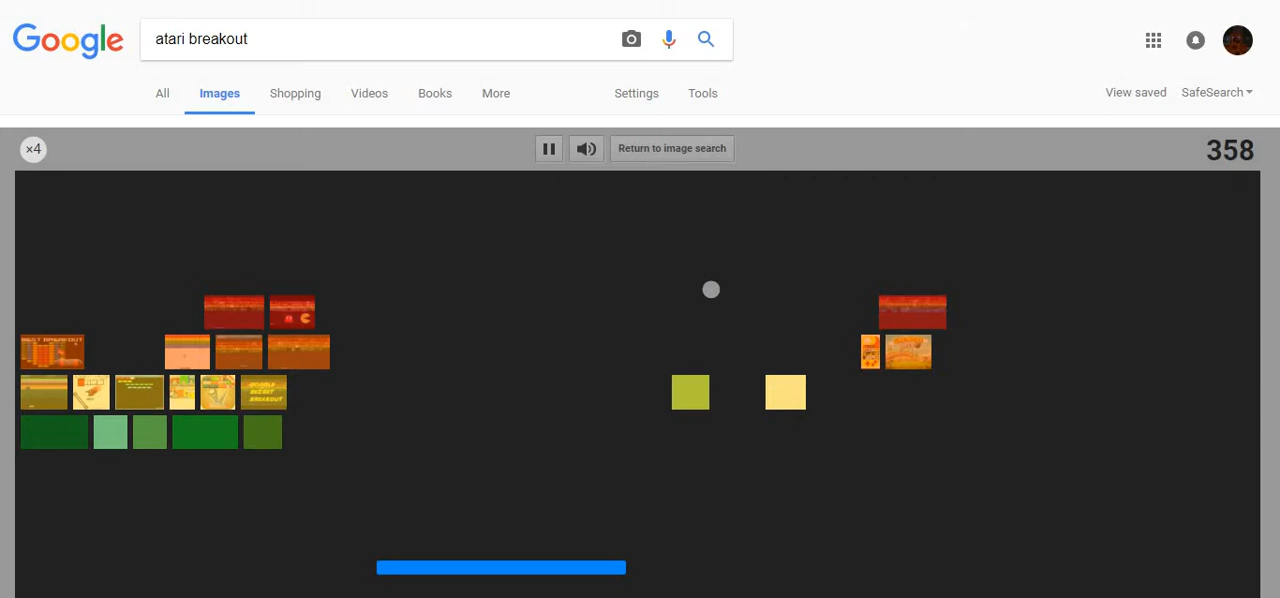 Google
atari breakout
All Images Shopping Videos Books More Settings Tools
View saved SafeSearch
×4
Return to image search
358